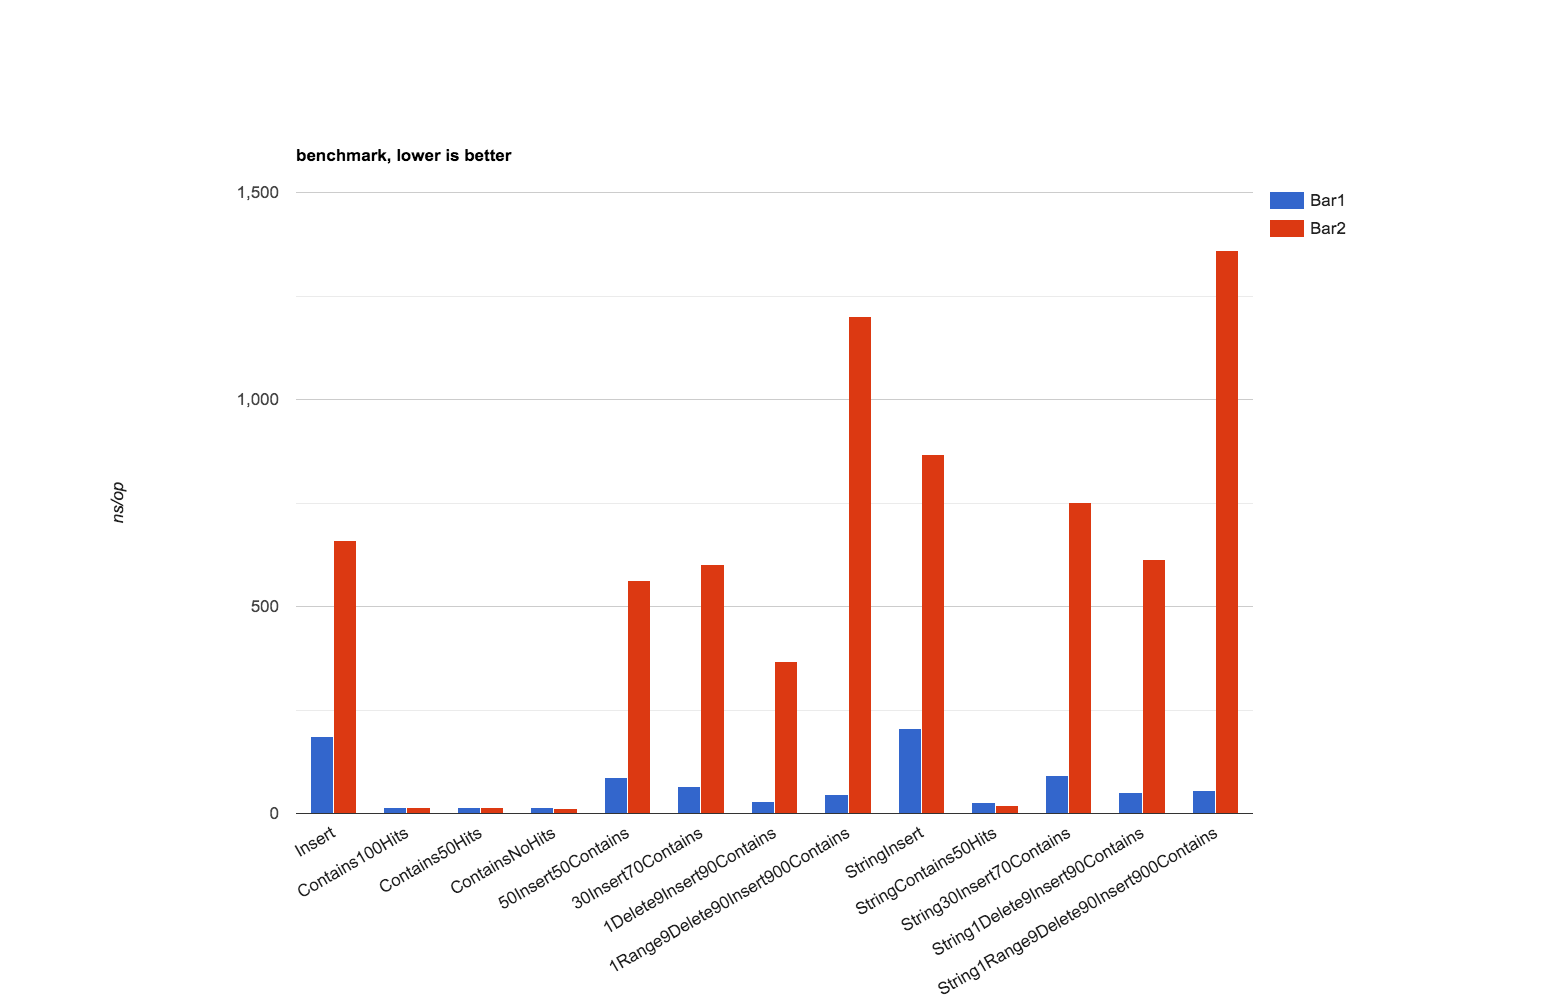 benchmark, lower is better
1,500
1,000
500
0
ns/op
Bar1
Bar2
Insert
Contains100Hits
Contains50Hits
ContainsNoHits
50Insert50Contains
30Insert70Contains
1Delete9Insert90Contains
1Range9Delete90Insert900Contains
StringInsert
StringContains50Hits
String30Insert70Contains
String1Delete9Insert90Contains
String1Range9Delete90Insert900Contains